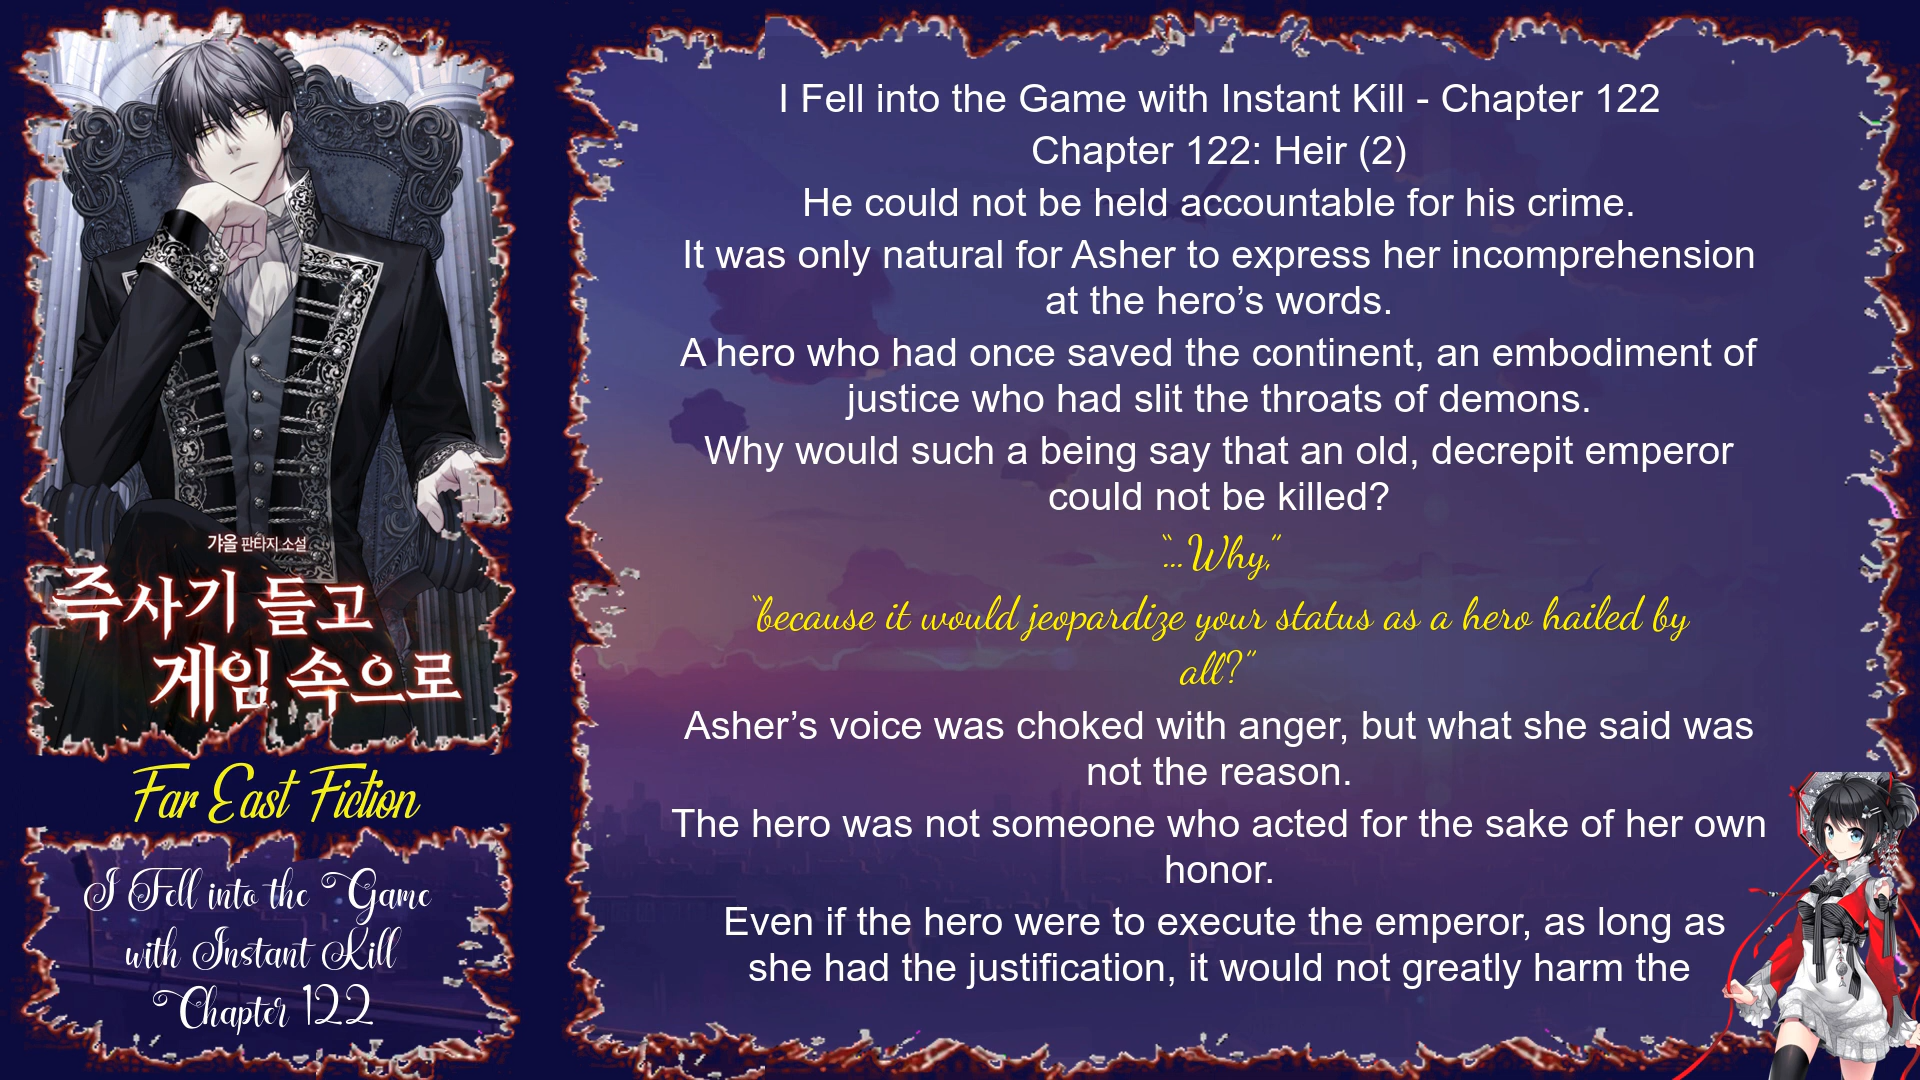 갸올 판타지 소설
즉사기 들고
게임 속으로
Far East Fiction
I Fell into the Game
with Instant Kill
Chapter 122
I Fell into the Game with Instant Kill - Chapter 122
Chapter 122: Heir (2)
He could not be held accountable for his crime.
It was only natural for Asher to express her incomprehension
at the hero’s words.
A hero who had once saved the continent, an embodiment of
justice who had slit the throats of demons.
Why would such a being say that an old, decrepit emperor
could not be killed?
“...Why,”
“because it would jeopardize your status as a hero hailed by
all?”
Asher’s voice was choked with anger, but what she said was
not the reason.
The hero was not someone who acted for the sake of her own
honor.
Even if the hero were to execute the emperor, as long as
she had the justification, it would not greatly harm the